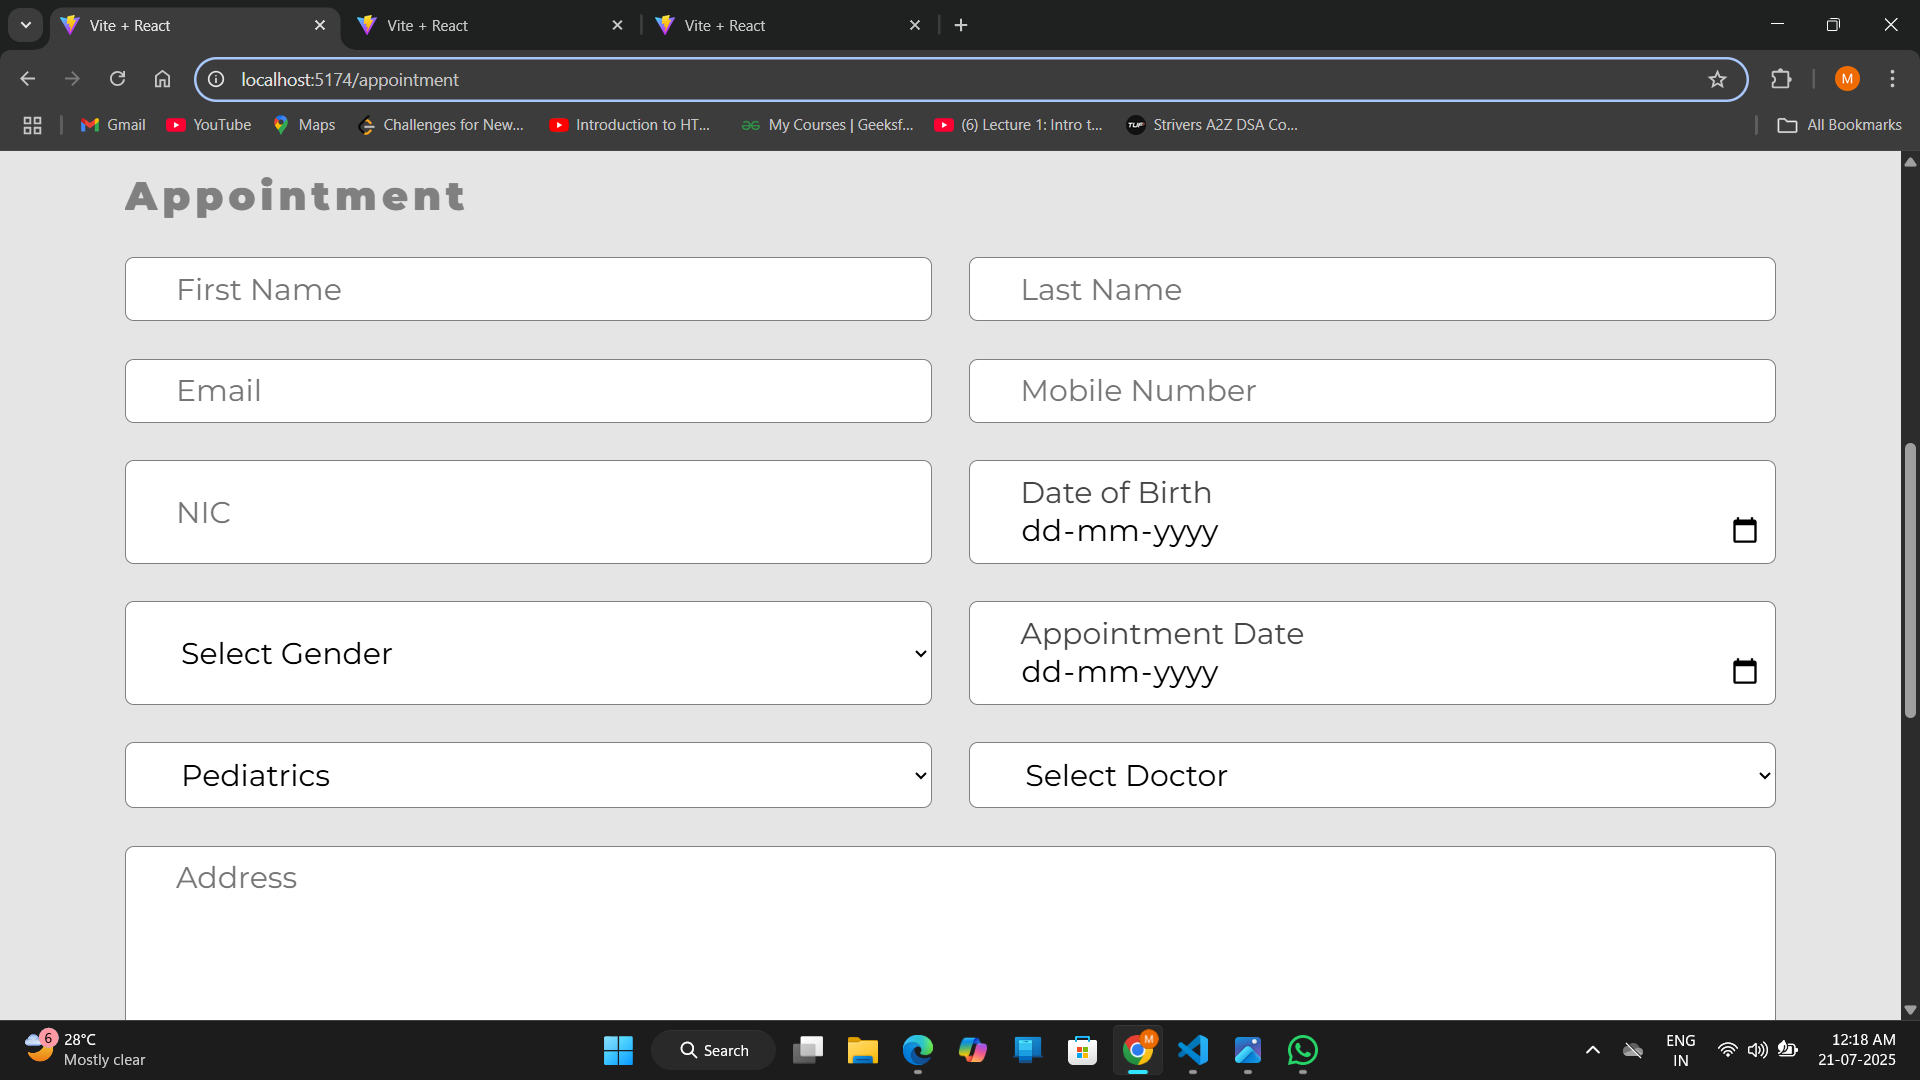 Vite + React
Vite + React
Vite + React
localhost:5174/appointment
M
Gmail
YouTube
Maps
Challenges for New...
Introduction to HT...
My Courses | Geeksf...
(6) Lecture 1: Intro t...
TUF
Strivers A2Z DSA Co...
All Bookmarks
Appointment
First Name
Last Name
Email
Mobile Number
NIC
Date of Birth
dd-mm-yyyy
Select Gender
Appointment Date
dd-mm-yyyy
Pediatrics
Select Doctor
Address
6
28°C
Mostly clear
Search
M
ENG
IN
12:18 AM
21-07-2025